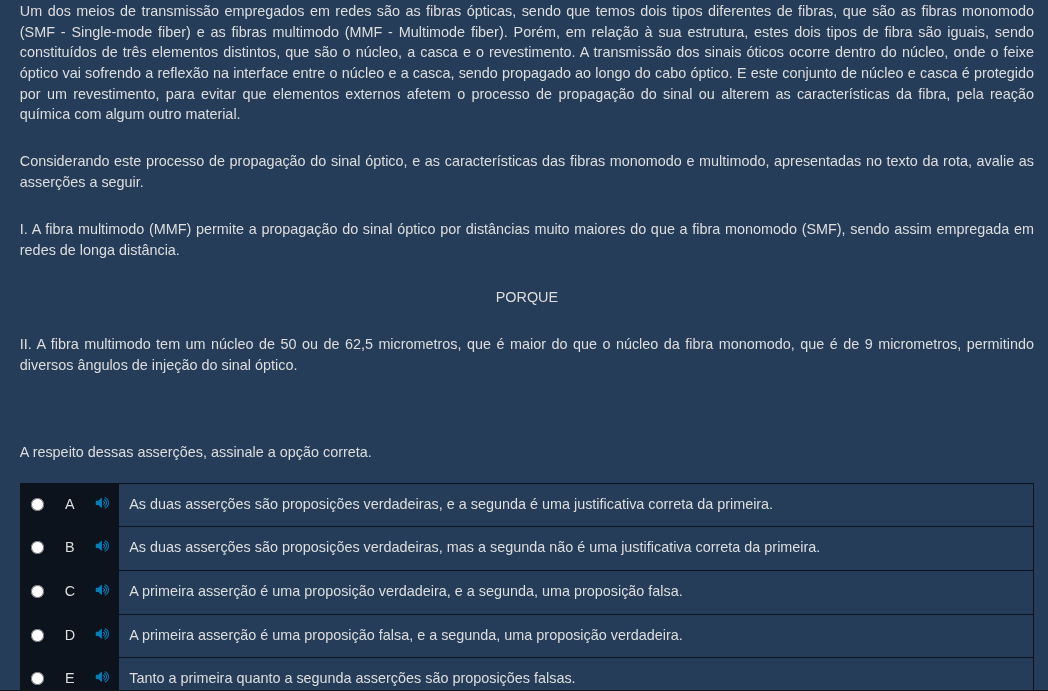 Um dos meios de transmissão empregados em redes são as fibras ópticas, sendo que temos dois tipos diferentes de fibras, que são as fibras monomodo
(SMF - Single-mode fiber) e as fibras multimodo (MMF - Multimode fiber). Porém, em relação à sua estrutura, estes dois tipos de fibra são iguais, sendo
constituídos de três elementos distintos, que são o núcleo, a casca e o revestimento. A transmissão dos sinais óticos ocorre dentro do núcleo, onde o feixe
óptico vai sofrendo a reflexão na interface entre o núcleo e a casca, sendo propagado ao longo do cabo óptico. E este conjunto de núcleo e casca é protegido
por um revestimento, para evitar que elementos externos afetem o processo de propagação do sinal ou alterem as características da fibra, pela reação
química com algum outro material.
Considerando este processo de propagação do sinal óptico, e as características das fibras monomodo e multimodo, apresentadas no texto da rota, avalie as
asserções a seguir.
I. A fibra multimodo (MMF) permite a propagação do sinal óptico por distâncias muito maiores do que a fibra monomodo (SMF), sendo assim empregada em
redes de longa distância.
PORQUE
II. A fibra multimodo tem um núcleo de 50 ou de 62,5 micrometros, que é maior do que o núcleo da fibra monomodo, que é de 9 micrometros, permitindo
diversos ângulos de injeção do sinal óptico.
A respeito dessas asserções, assinale a opção correta.
A As duas asserções são proposições verdadeiras, e a segunda é uma justificativa correta da primeira.
B As duas asserções são proposições verdadeiras, mas a segunda não é uma justificativa correta da primeira.
C A primeira asserção é uma proposição verdadeira, e a segunda, uma proposição falsa.
D A primeira asserção é uma proposição falsa, e a segunda, uma proposição verdadeira.
E Tanto a primeira quanto a segunda asserções são proposições falsas.